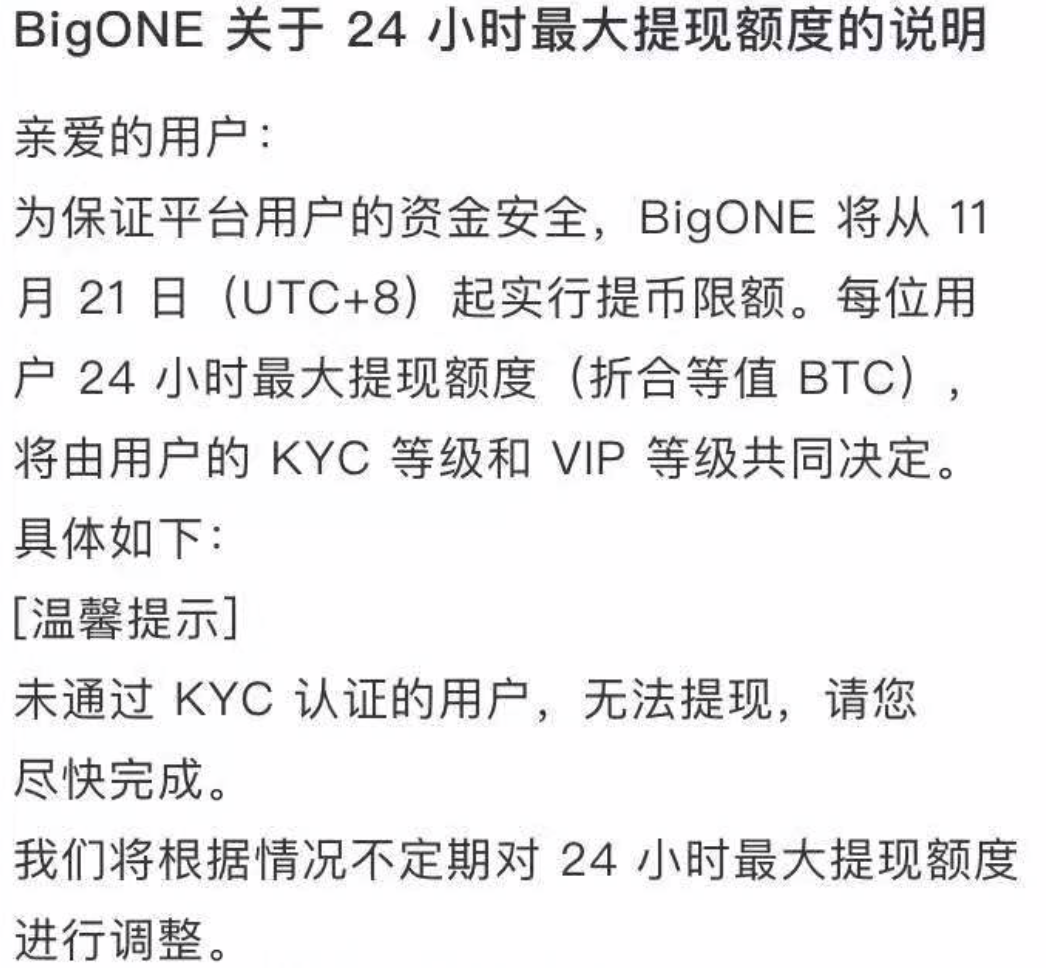 BigONE 关于 24 小时最大提现额度的说明
亲爱的用户：
为保证平台用户的资金安全，BigONE 将从 11
月 21 日（UTC+8）起实行提币限额。每位用
户 24 小时最大提现额度（折合等值 BTC），
将由用户的 KYC 等级和 VIP 等级共同决定。
具体如下：
[温馨提示]
未通过 KYC 认证的用户，无法提现，请您
尽快完成。
我们将根据情况不定期对 24 小时最大提现额度
进行调整。